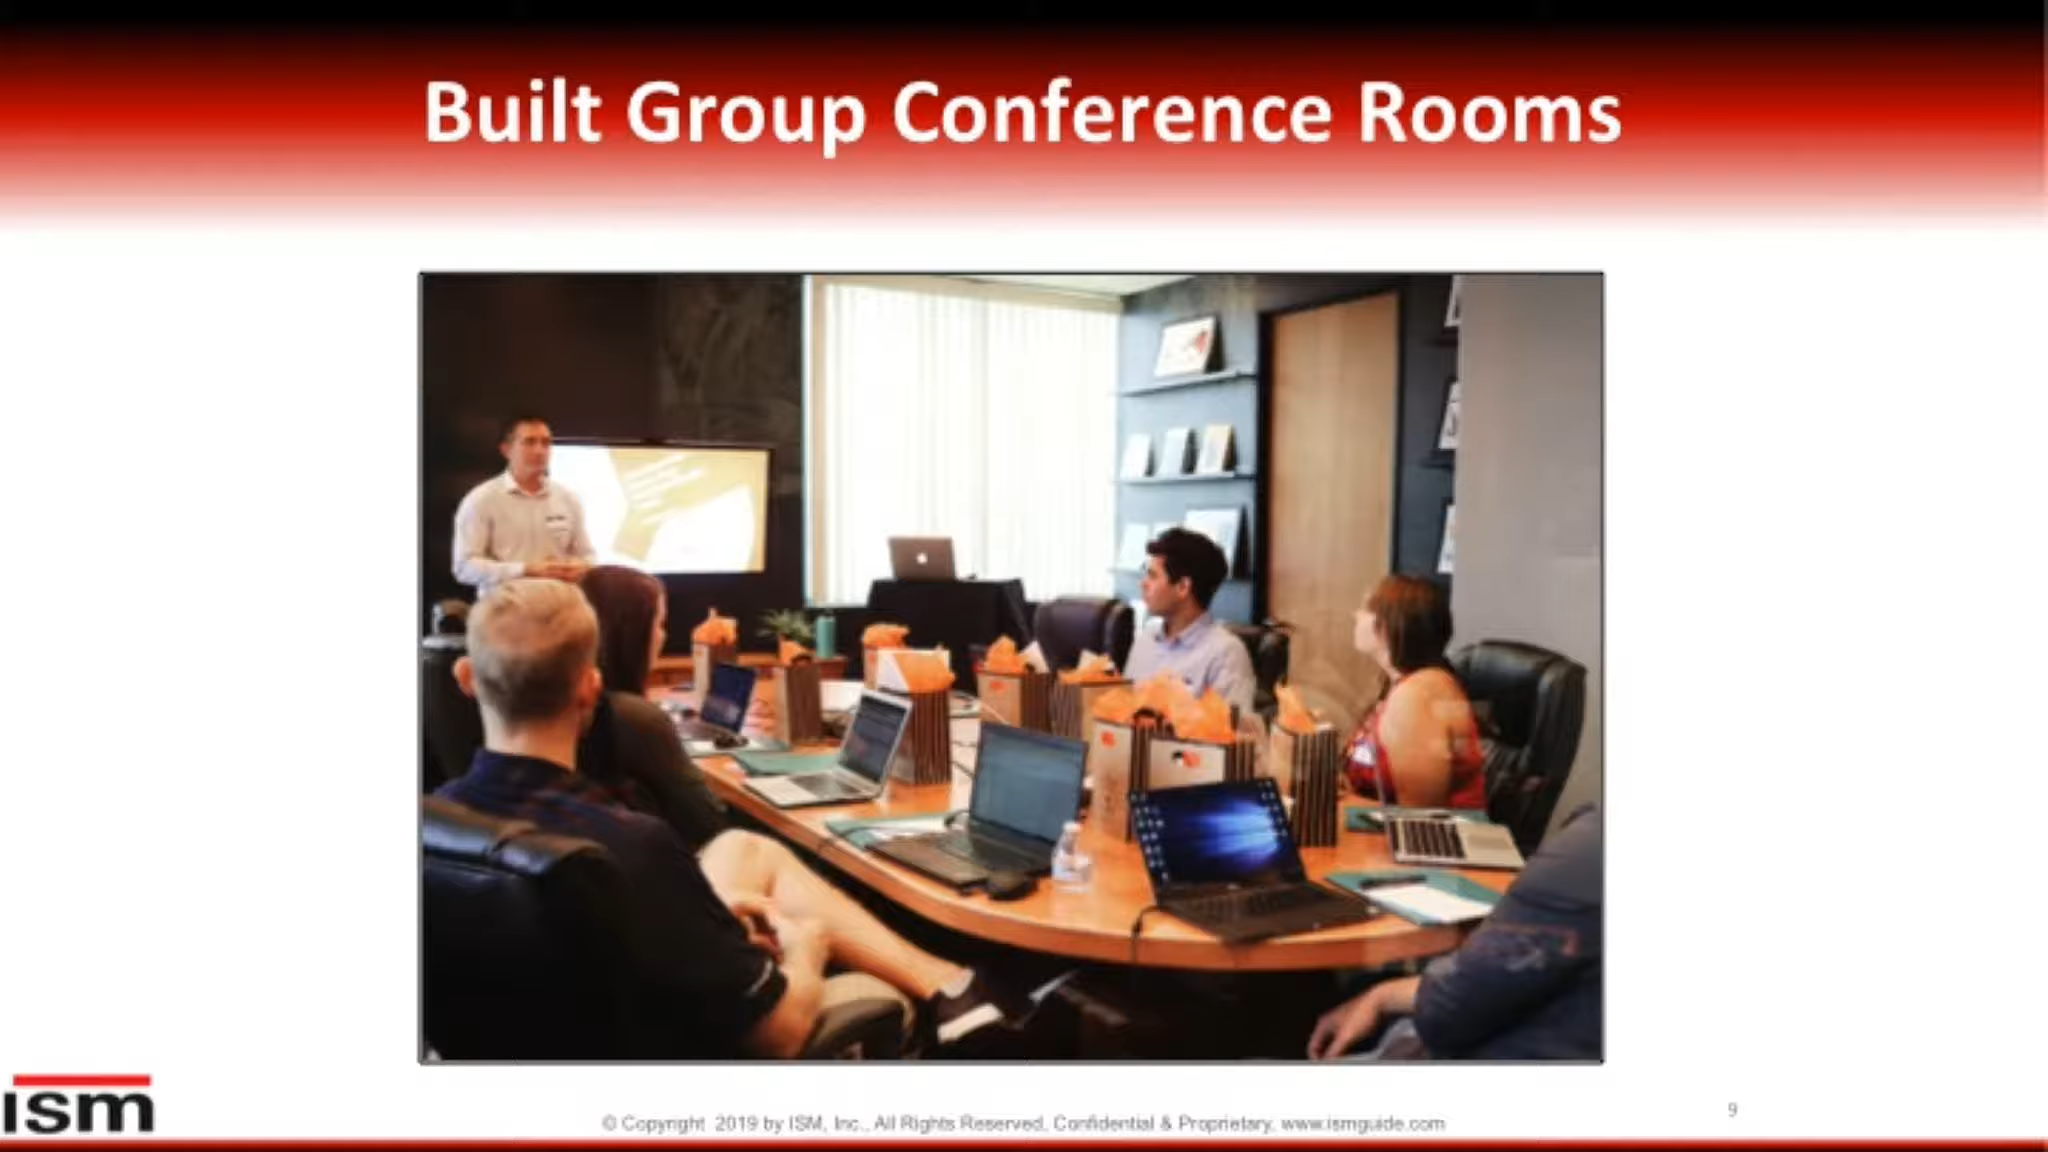 Built Group Conference Rooms
ism
© Copyright 2019 by ISM, Inc., All Rights Reserved, Confidential & Proprietary, www.ismguide.com
9